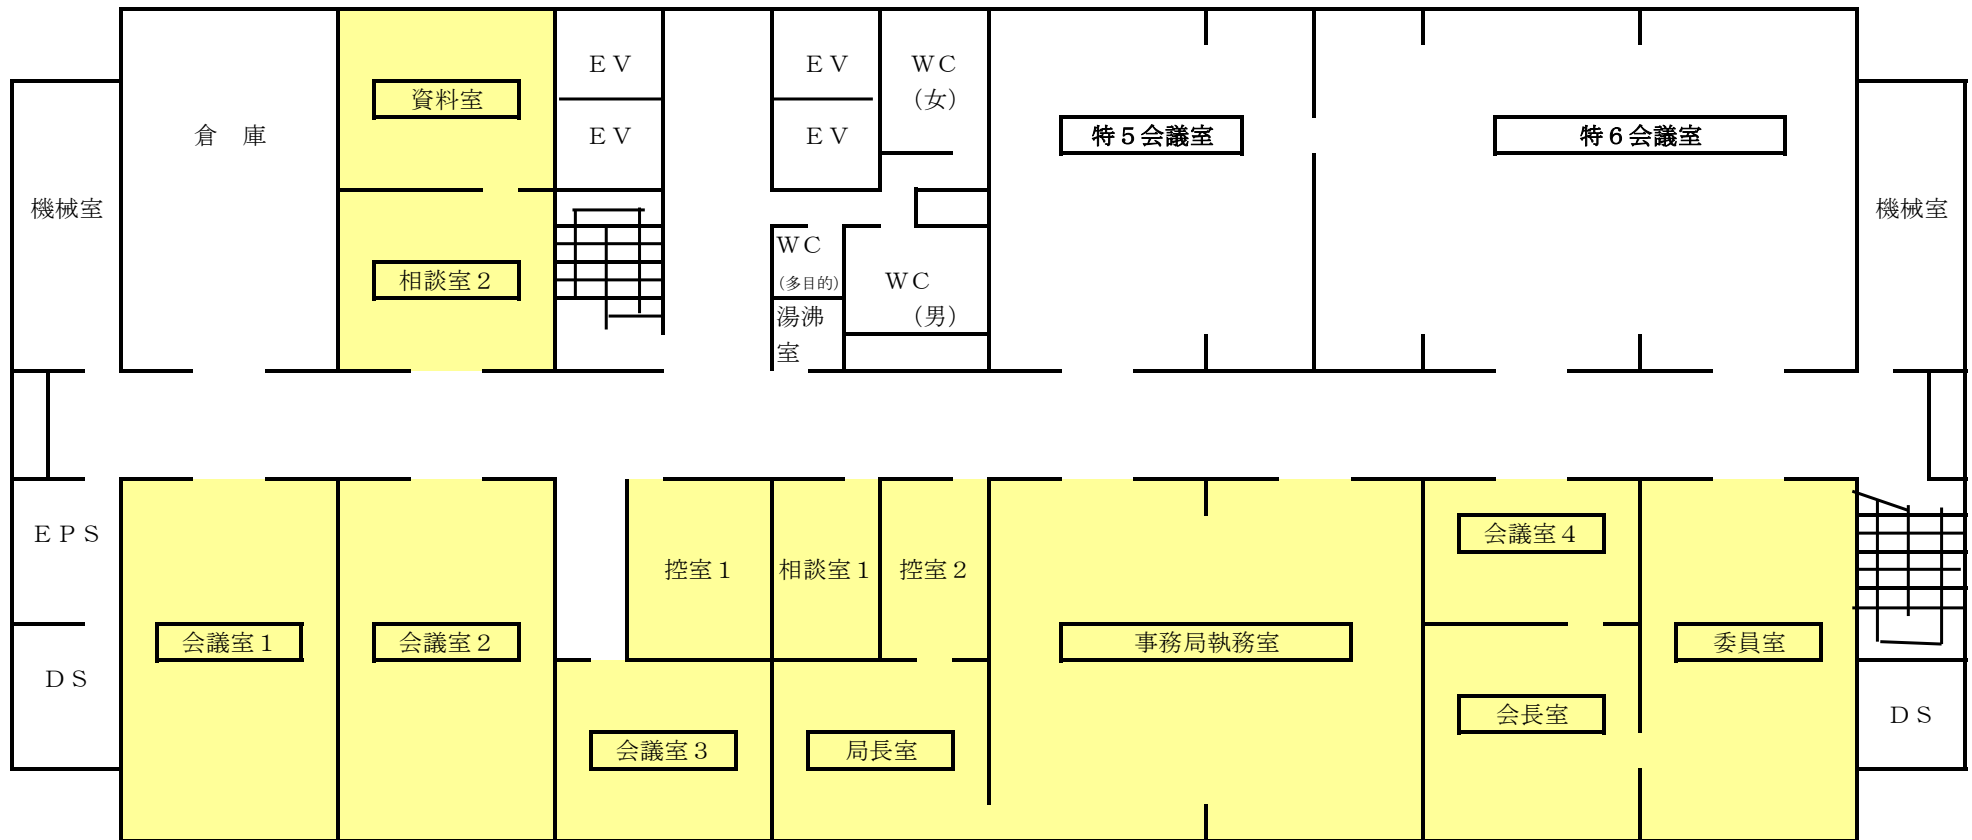 ＥＶ
ＥＶ
ＷＣ
（女）
資料室
倉　庫
ＥＶ
ＥＶ
特５会議室
特６会議室
機械室
機械室
ＷＣ
（多目的）
相談室２
ＷＣ
（男）
湯沸
室
ＥＰＳ
会議室４
控室１
相談室１
控室２
会議室１
会議室２
事務局執務室
委員室
ＤＳ
会長室
ＤＳ
会議室３
局長室